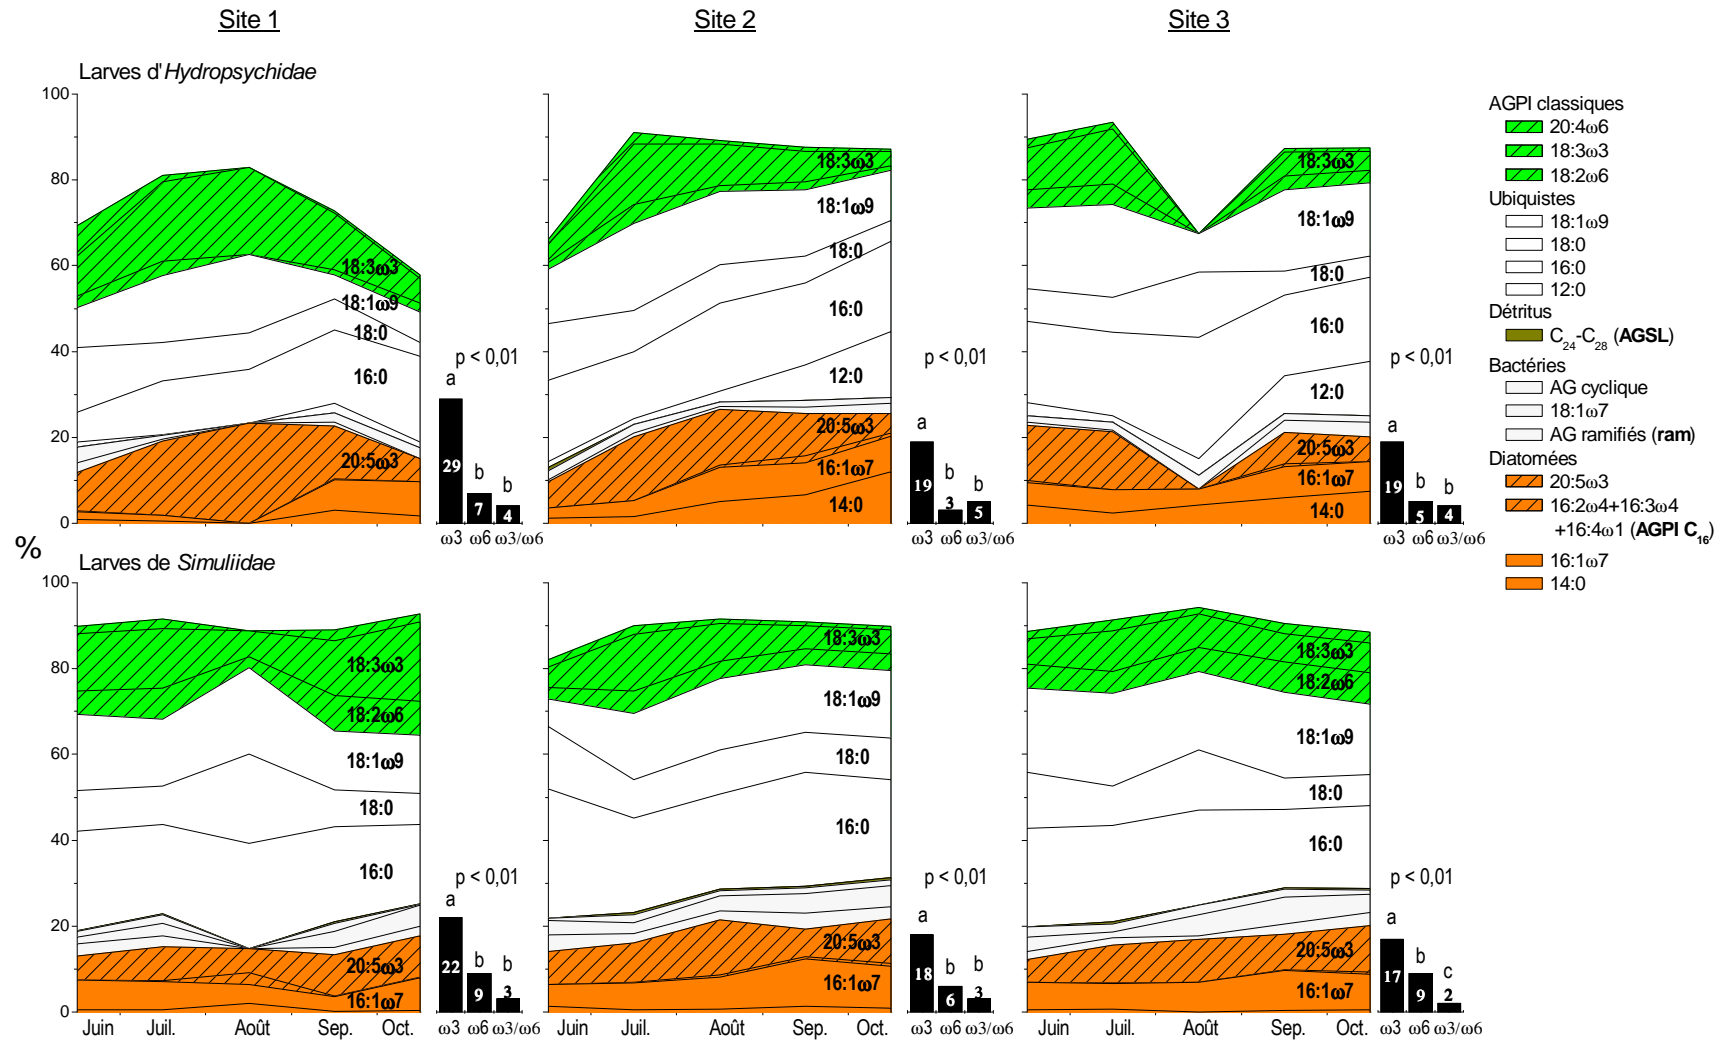 Site 1
Site 2
Site 3
Larves d'Hydropsychidae
100
80
60
40
20
0
18:3ω3
18:1ω9
18:0
16:0
20:5ω3
p < 0,01
a
b
b
29
7
4
ω3 ω6 ω3/ω6
18:3ω3
18:1ω9
18:0
16:0
12:0
20:5ω3
16:1ω7
14:0
p < 0,01
a
b
b
19
3
5
ω3 ω6 ω3/ω6
18:3ω3
18:1ω9
18:0
16:0
12:0
20:5ω3
16:1ω7
14:0
p < 0,01
a
b
b
19
5
4
ω3 ω6 ω3/ω6
AGPI classiques
20:4ω6
18:3ω3
18:2ω6
Ubiquistes
18:1ω9
18:0
16:0
12:0
Détritus
C24-C28 (AGSL)
Bactéries
AG cyclique
18:1ω7
AG ramifiés (ram)
Diatomées
20:5ω3
16:2ω4+16:3ω4
+16:4ω1 (AGPI C16)
16:1ω7
14:0
%
Larves de Simuliidae
100
80
60
40
20
0
18:3ω3
18:2ω6
18:1ω9
18:0
16:0
20:5ω3
16:1ω7
Juin Juil. Août Sep. Oct.
p < 0,01
a
b
b
22
9
3
ω3 ω6 ω3/ω6
18:3ω3
18:1ω9
18:0
16:0
20:5ω3
16:1ω7
Juin Juil. Août Sep. Oct.
p < 0,01
a
b
b
18
6
3
ω3 ω6 ω3/ω6
18:3ω3
18:2ω6
18:1ω9
18:0
16:0
20:5ω3
16:1ω7
Juin Juil. Août Sep. Oct.
p < 0,01
a
b
c
17
9
2
ω3 ω6 ω3/ω6